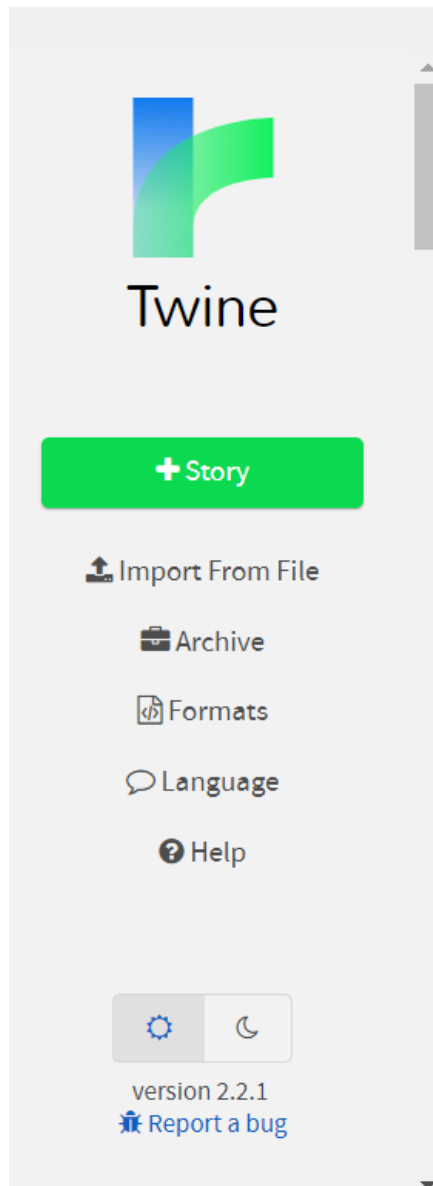 Twine
Story
Import From File
Archive
Formats
Language
Help
version 2.2.1
Report a bug